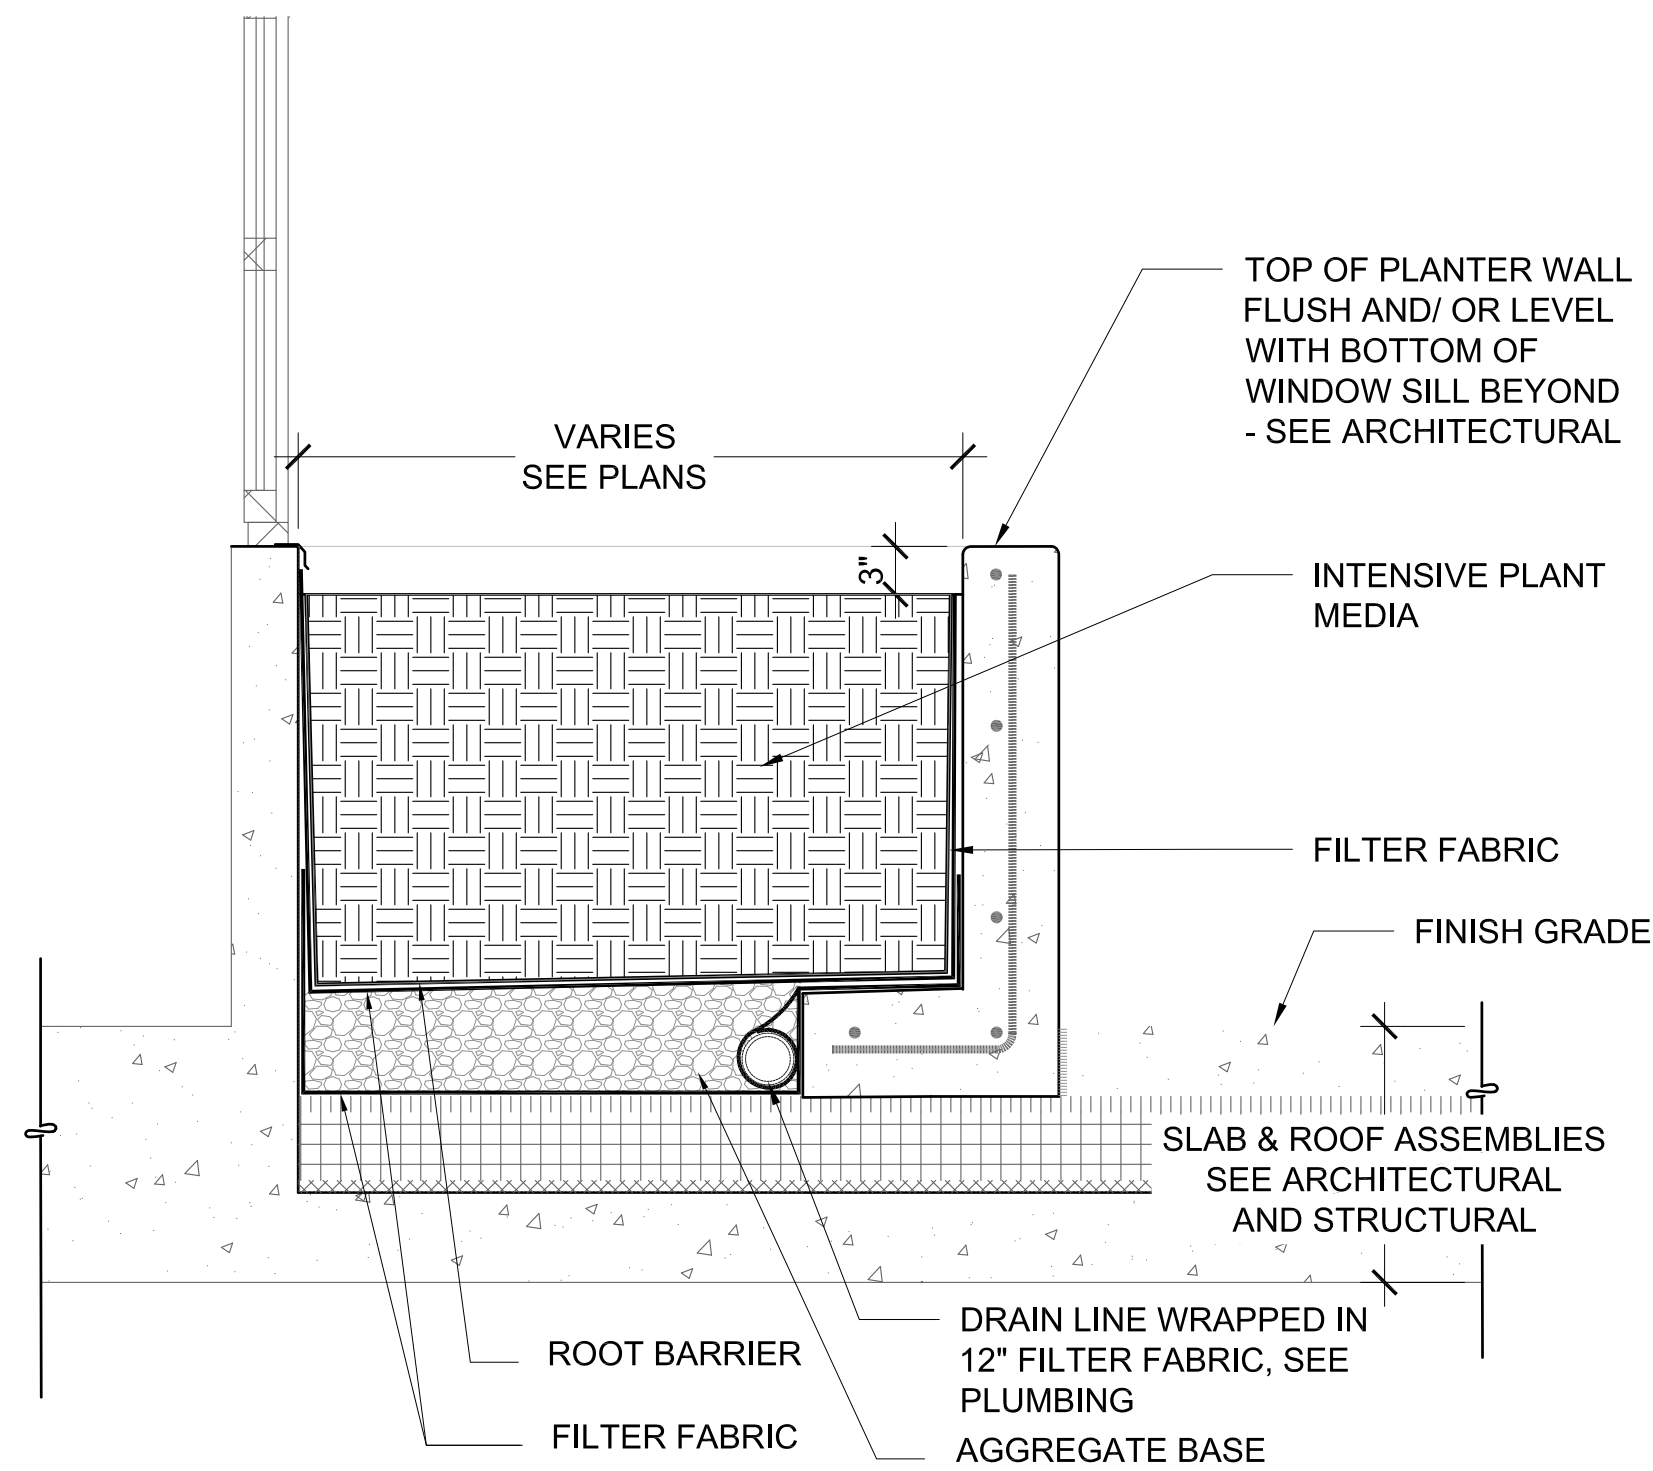 TOP OF PLANTER WALL
FLUSH AND/ OR LEVEL
WITH BOTTOM OF
WINDOW SILL BEYOND
- SEE ARCHITECTURAL
VARIES
SEE PLANS
3"
INTENSIVE PLANT
MEDIA
FILTER FABRIC
FINISH GRADE
SLAB & ROOF ASSEMBLIES
SEE ARCHITECTURAL
AND STRUCTURAL
DRAIN LINE WRAPPED IN
12" FILTER FABRIC, SEE
PLUMBING
ROOT BARRIER
FILTER FABRIC
AGGREGATE BASE